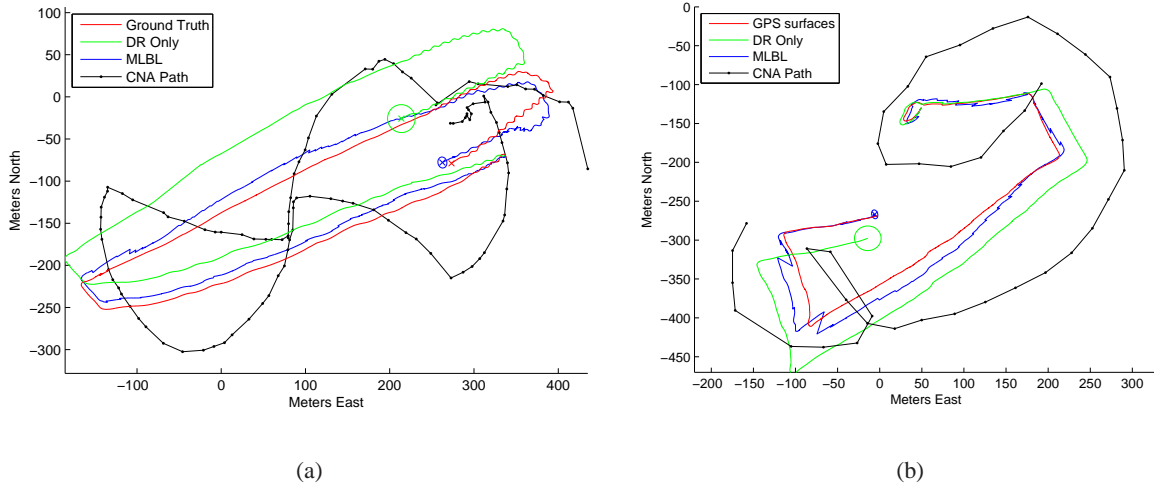 100
50
0
−50
−100
−150
−200
−250
−300
Meters North
−100 0 100 200 300 400
Meters East
Ground Truth
DR Only
MLBL
CNA Path
(a)
0
−50
−100
−150
−200
−250
−300
−350
−400
−450
Meters North
−200 −150 −100 −50 0 50 100 150 200 250 300
Meters East
GPS surfaces
DR Only
MLBL
CNA Path
(b)